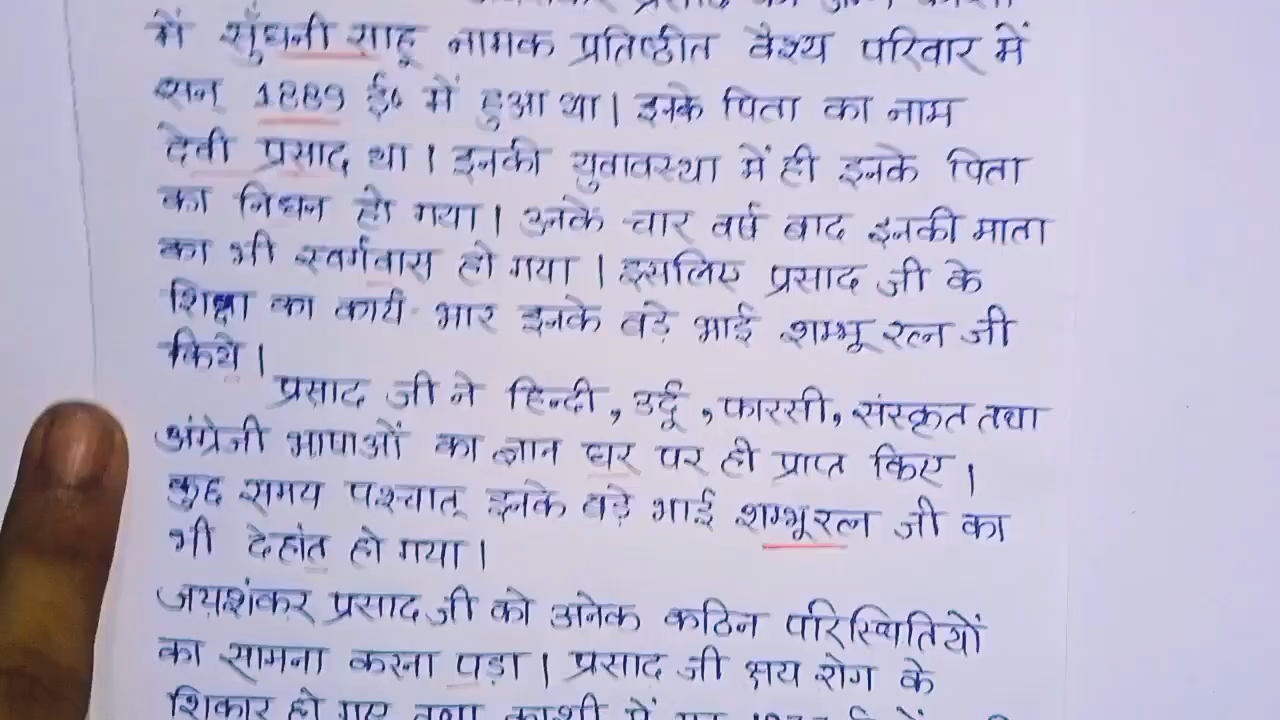 में सुँघनी साहू नामक प्रतिष्ठीत वैश्य परिवार में
सन् 1889 ई० में हुआ था। इनके पिता का नाम
देवी प्रसाद था। इनकी युवावस्था में ही इनके पिता
का निधन हो गया। उनके चार वर्ष बाद इनकी माता
का भी स्वर्गवास हो गया। इसलिए प्रसाद जी के
शिक्षा का कार्य भार इनके बड़े भाई शम्भू रत्न जी
किये।
प्रसाद जी ने हिन्दी, उर्दू, फारसी, संस्कृत तथा
अंग्रेजी भाषाओं का ज्ञान घर पर ही प्राप्त किए।
कुछ समय पश्चात् इनके बड़े भाई शम्भूरत्न जी का
भी देहांत हो गया।
जयशंकर प्रसाद जी को अनेक कठिन परिस्थितियों
का सामना करना पड़ा। प्रसाद जी क्षय रोग के
शिकार हो गए तथा काशी में